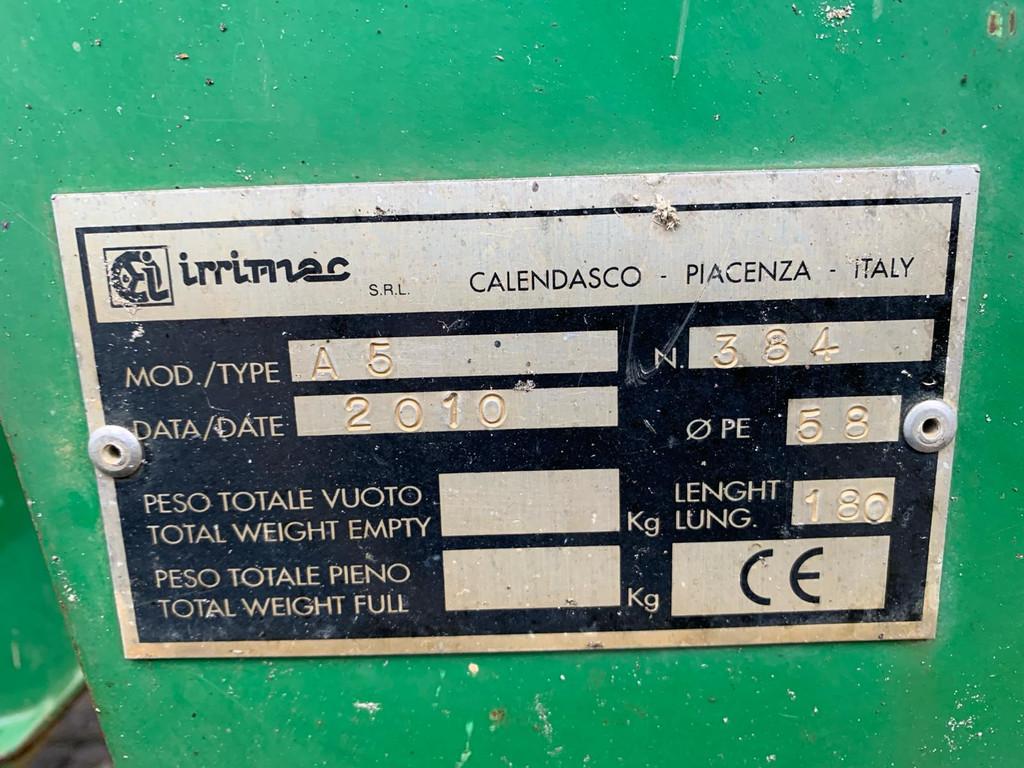 irrimec S.R.L. CALENDASCO - PIACENZA - ITALY
MOD./TYPE A 5 N. 384
DATA/DATE 2010 Ø PE 58
PESO TOTALE VUOTO
TOTAL WEIGHT EMPTY Kg
LENGHT
LUNG. 180
PESO TOTALE PIENO
TOTAL WEIGHT FULL Kg
CE